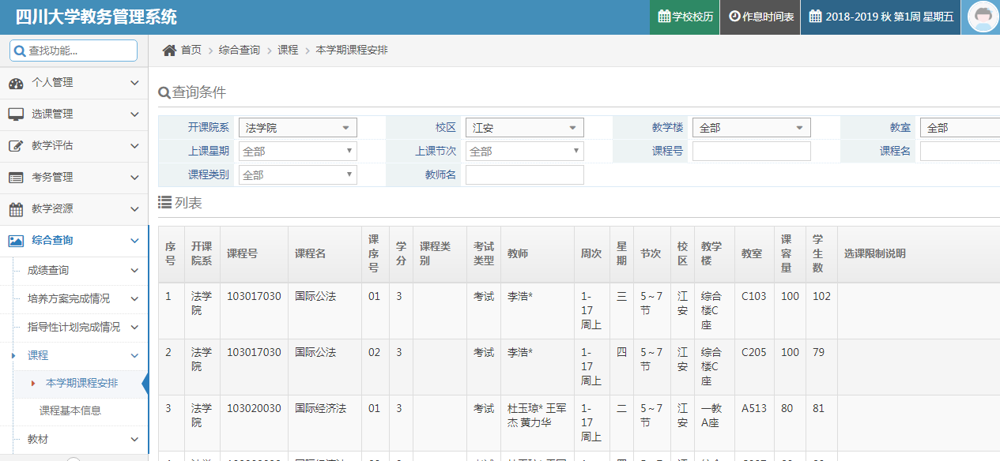 四川大学教务管理系统
学校校历 作息时间表 2018-2019 秋 第1周 星期五
查找功能...
首页 > 综合查询 > 课程 > 本学期课程安排
个人管理
选课管理
教学评估
考务管理
教学资源
综合查询
成绩查询
培养方案完成情况
指导性计划完成情况
课程
本学期课程安排
课程基本信息
教材
查询条件
开课院系 法学院 校区 江安 教学楼 全部 教室 全部
上课星期 全部 上课节次 全部 课程号 课程名
课程类别 全部 教师名
列表
序号 开课院系 课程号 课程名 课序号 学分 课程类别 考试类型 教师 周次 星期 节次 校区 教学楼 教室 课容量 学生数 选课限制说明
1 法学院 103017030 国际公法 01 3 考试 李浩* 1-17周上 三 5~7节 江安 综合楼C座 C103 100 102
2 法学院 103017030 国际公法 02 3 考试 李浩* 1-17周上 四 5~7节 江安 综合楼C座 C205 100 79
3 法学院 103020030 国际经济法 01 3 考试 杜玉琼* 王军杰 黄力华 1-17周上 二 5~7节 江安 一教A座 A513 80 81